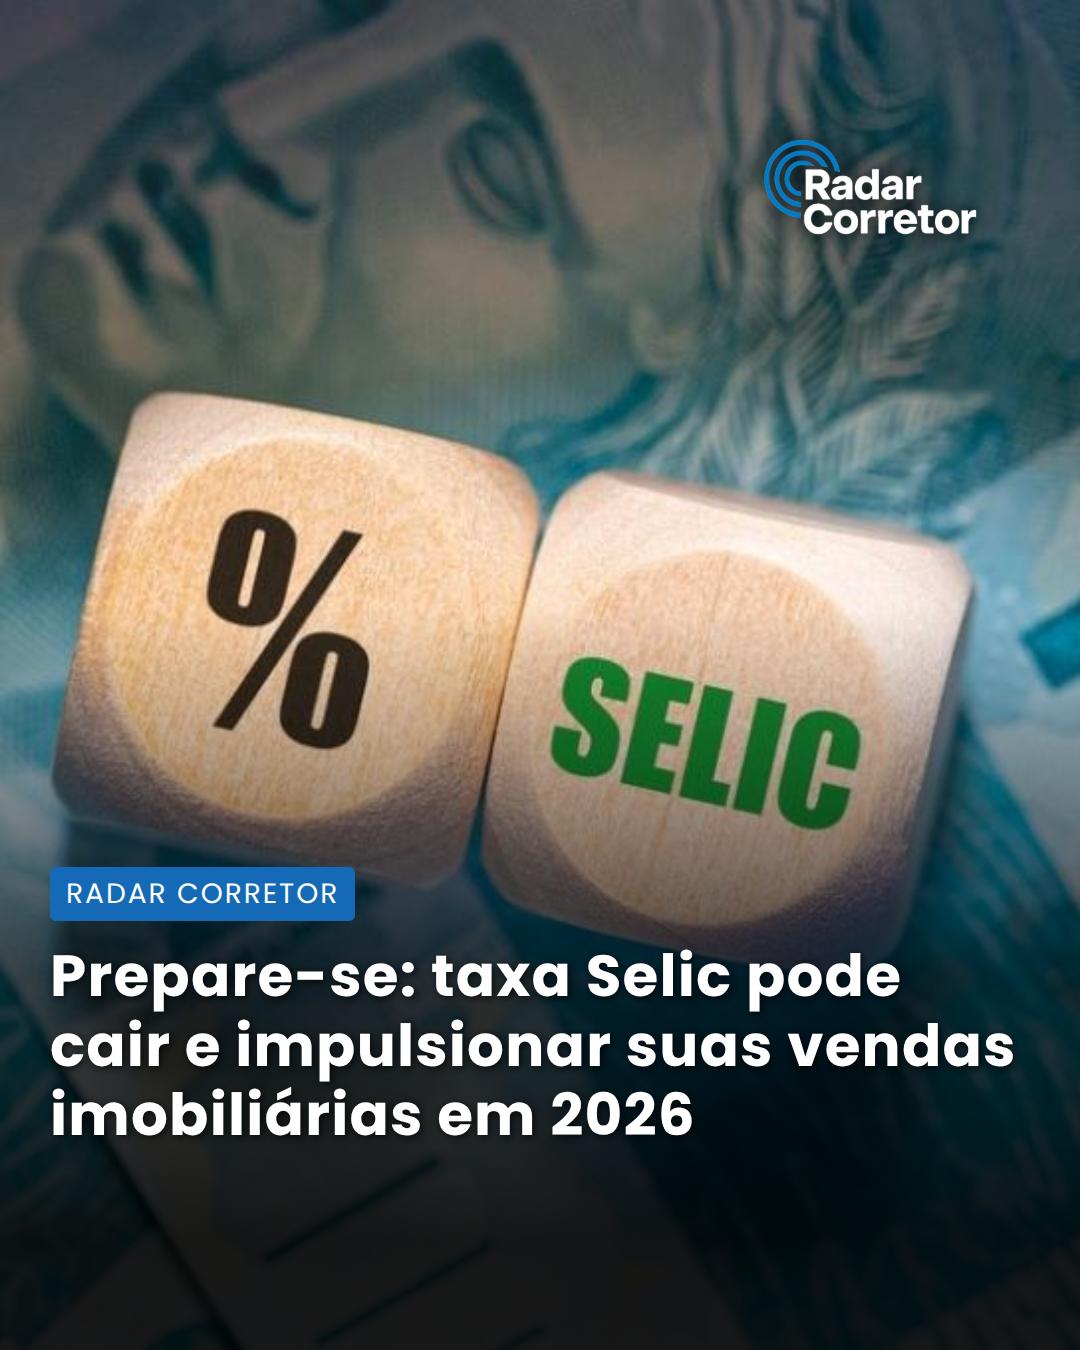 Radar
Corretor
%
SELIC
RADAR CORRETOR
Prepare-se: taxa Selic pode
cair e impulsionar suas vendas
imobiliárias em 2026